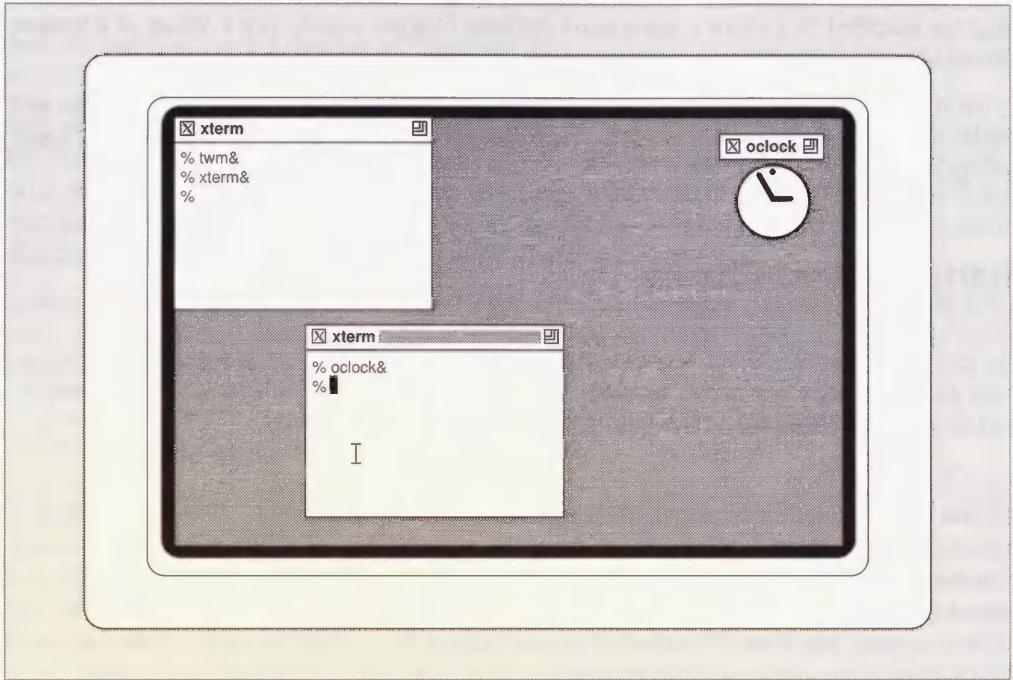 xterm
% twm&
% xterm&
%
oclock
xterm
% oclock&
%